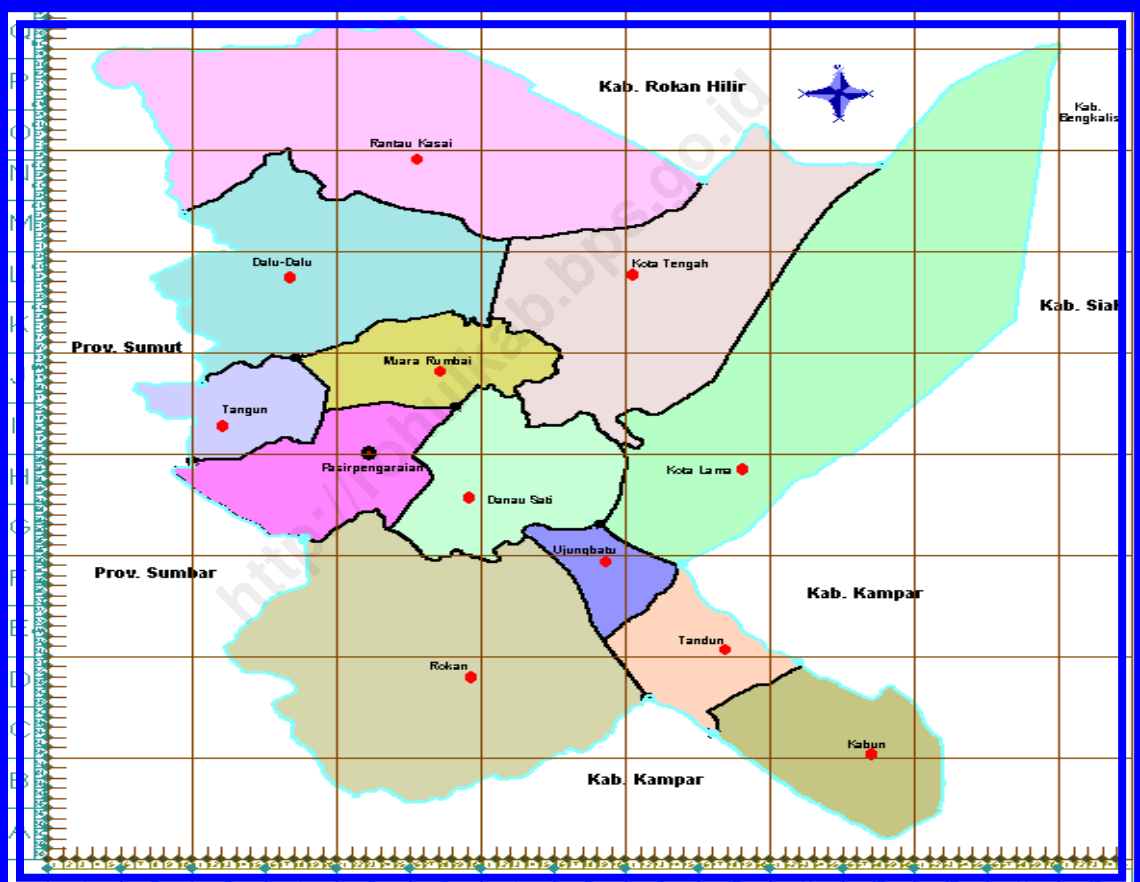 Q
P
O
N
M
L
K
J
I
H
G
F
E
D
C
B
A
Kab. Rokan Hilir
Kab.
Bengkalis
Rantau Kasai
Dalu-Dalu
Kota Tengah
Kab. Siak
Prov. Sumut
Muara Rumbai
Tangun
Pasirpengaraian
Kota Lama
Danau Sati
Ujungbatu
Prov. Sumbar
Kab. Kampar
Tandun
Rokan
Kabun
Kab. Kampar
http://rohulkab.bps.go.id